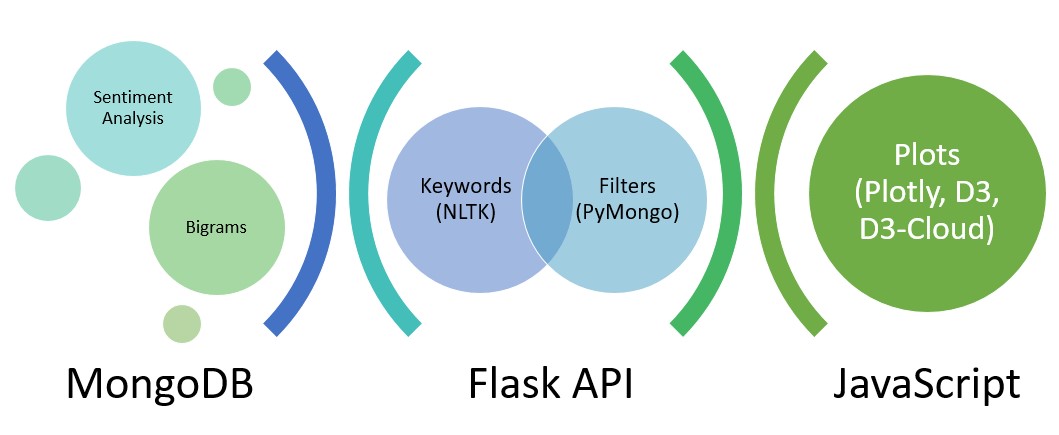 Sentiment
Analysis
Bigrams
Keywords
(NLTK)
Filters
(PyMongo)
Plots
(Plotly, D3,
D3-Cloud)
MongoDB
Flask API
JavaScript